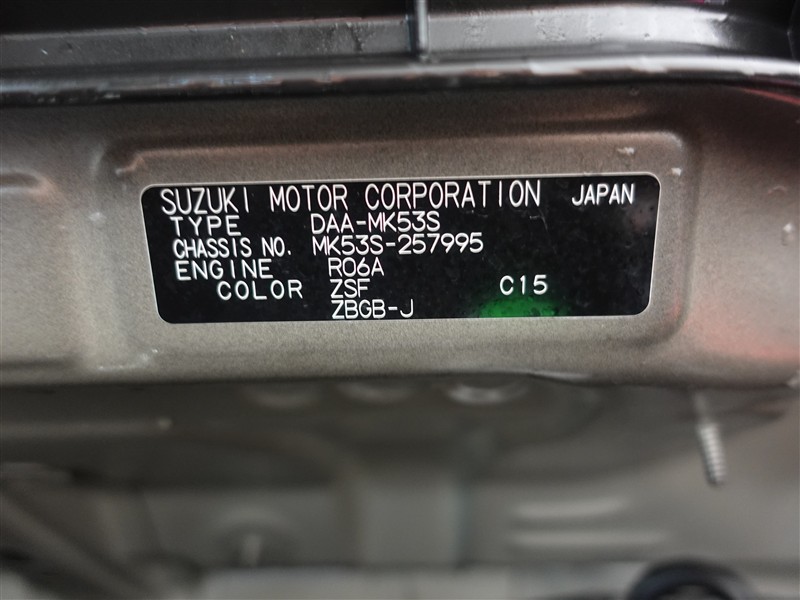 SUZUKI MOTOR CORPORATION JAPAN
TYPE DAA-MK53S
CHASSIS NO. MK53S-257995
ENGINE R06A
COLOR ZSF C15
ZBGB-J